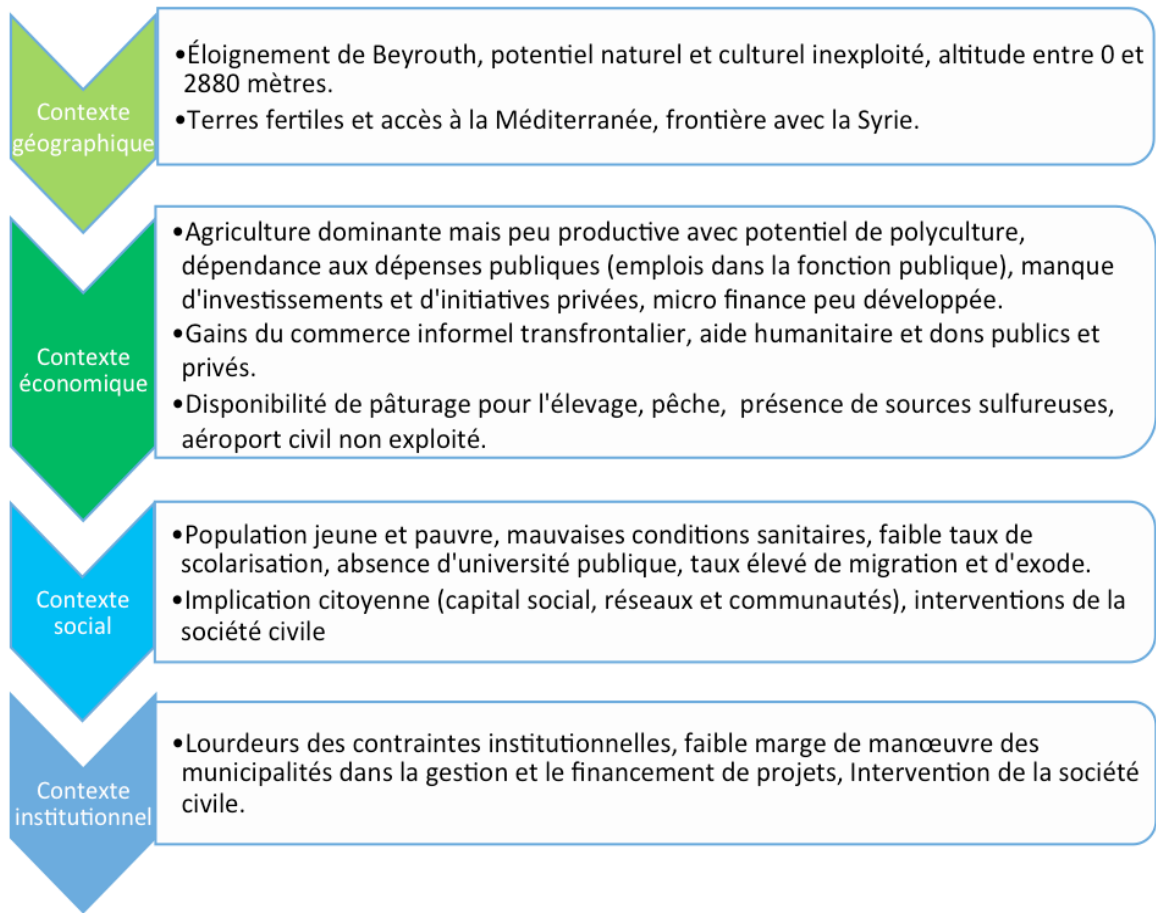 Contexte
géographique
•Éloignement de Beyrouth, potentiel naturel et culturel inexploité, altitude entre 0 et
2880 mètres.
•Terres fertiles et accès à la Méditerranée, frontière avec la Syrie.
Contexte
économique
•Agriculture dominante mais peu productive avec potentiel de polyculture,
dépendance aux dépenses publiques (emplois dans la fonction publique), manque
d'investissements et d'initiatives privées, micro finance peu développée.
•Gains du commerce informel transfrontalier, aide humanitaire et dons publics et
privés.
•Disponibilité de pâturage pour l'élevage, pêche, présence de sources sulfureuses,
aéroport civil non exploité.
Contexte
social
•Population jeune et pauvre, mauvaises conditions sanitaires, faible taux de
scolarisation, absence d'université publique, taux élevé de migration et d'exode.
•Implication citoyenne (capital social, réseaux et communautés), interventions de la
société civile
Contexte
institutionnel
•Lourdeurs des contraintes institutionnelles, faible marge de manœuvre des
municipalités dans la gestion et le financement de projets, Intervention de la société
civile.